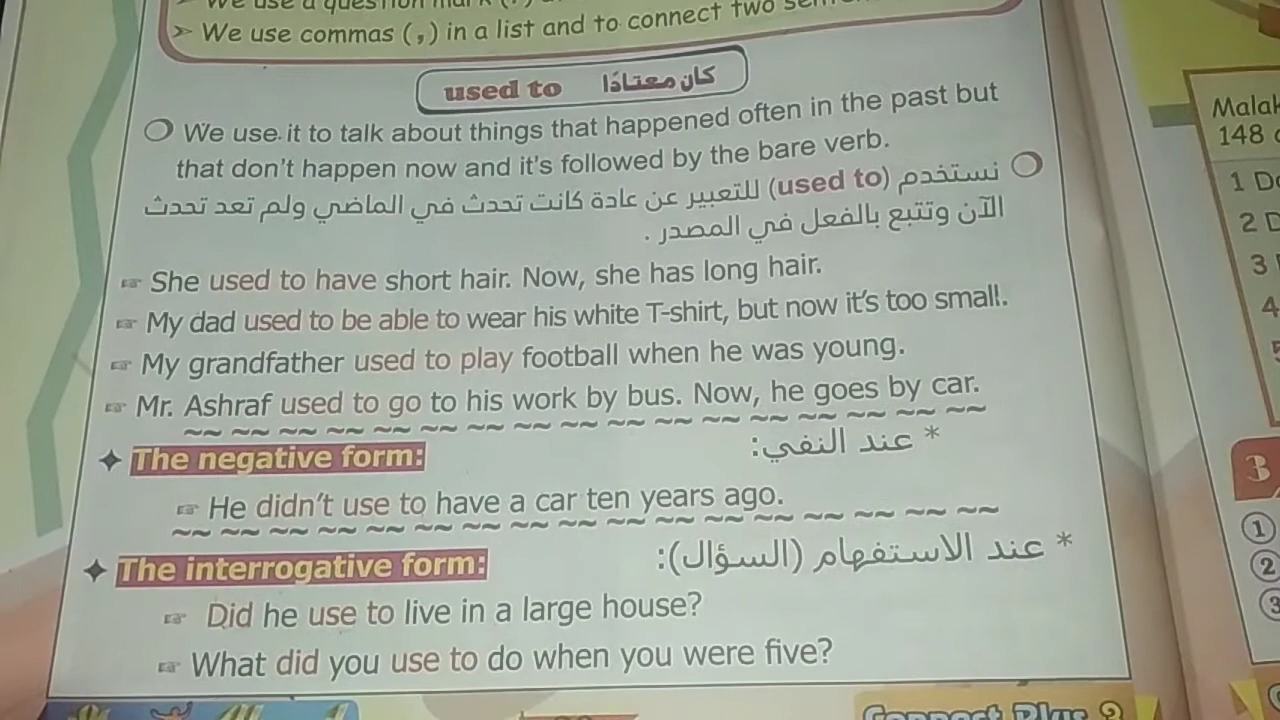 We use a question mark (
➢ We use commas (,) in a list and to connect two
used to كان معتادًا
We use it to talk about things that happened often in the past but
that don't happen now and it's followed by the bare verb.
نستخدم (used to) للتعبير عن عادة كانت تحدث في الماضي ولم تعد تحدث
الآن وتتبع بالفعل في المصدر .
☞ She used to have short hair. Now, she has long hair.
☞ My dad used to be able to wear his white T-shirt, but now it's too small.
☞ My grandfather used to play football when he was young.
☞ Mr. Ashraf used to go to his work by bus. Now, he goes by car.
✦ The negative form: * عند النفي:
☞ He didn't use to have a car ten years ago.
✦ The interrogative form: * عند الاستفهام (السؤال):
☞ Did he use to live in a large house?
☞ What did you use to do when you were five?
Connect Plus
148
1
2
3
4
3
1
2
3